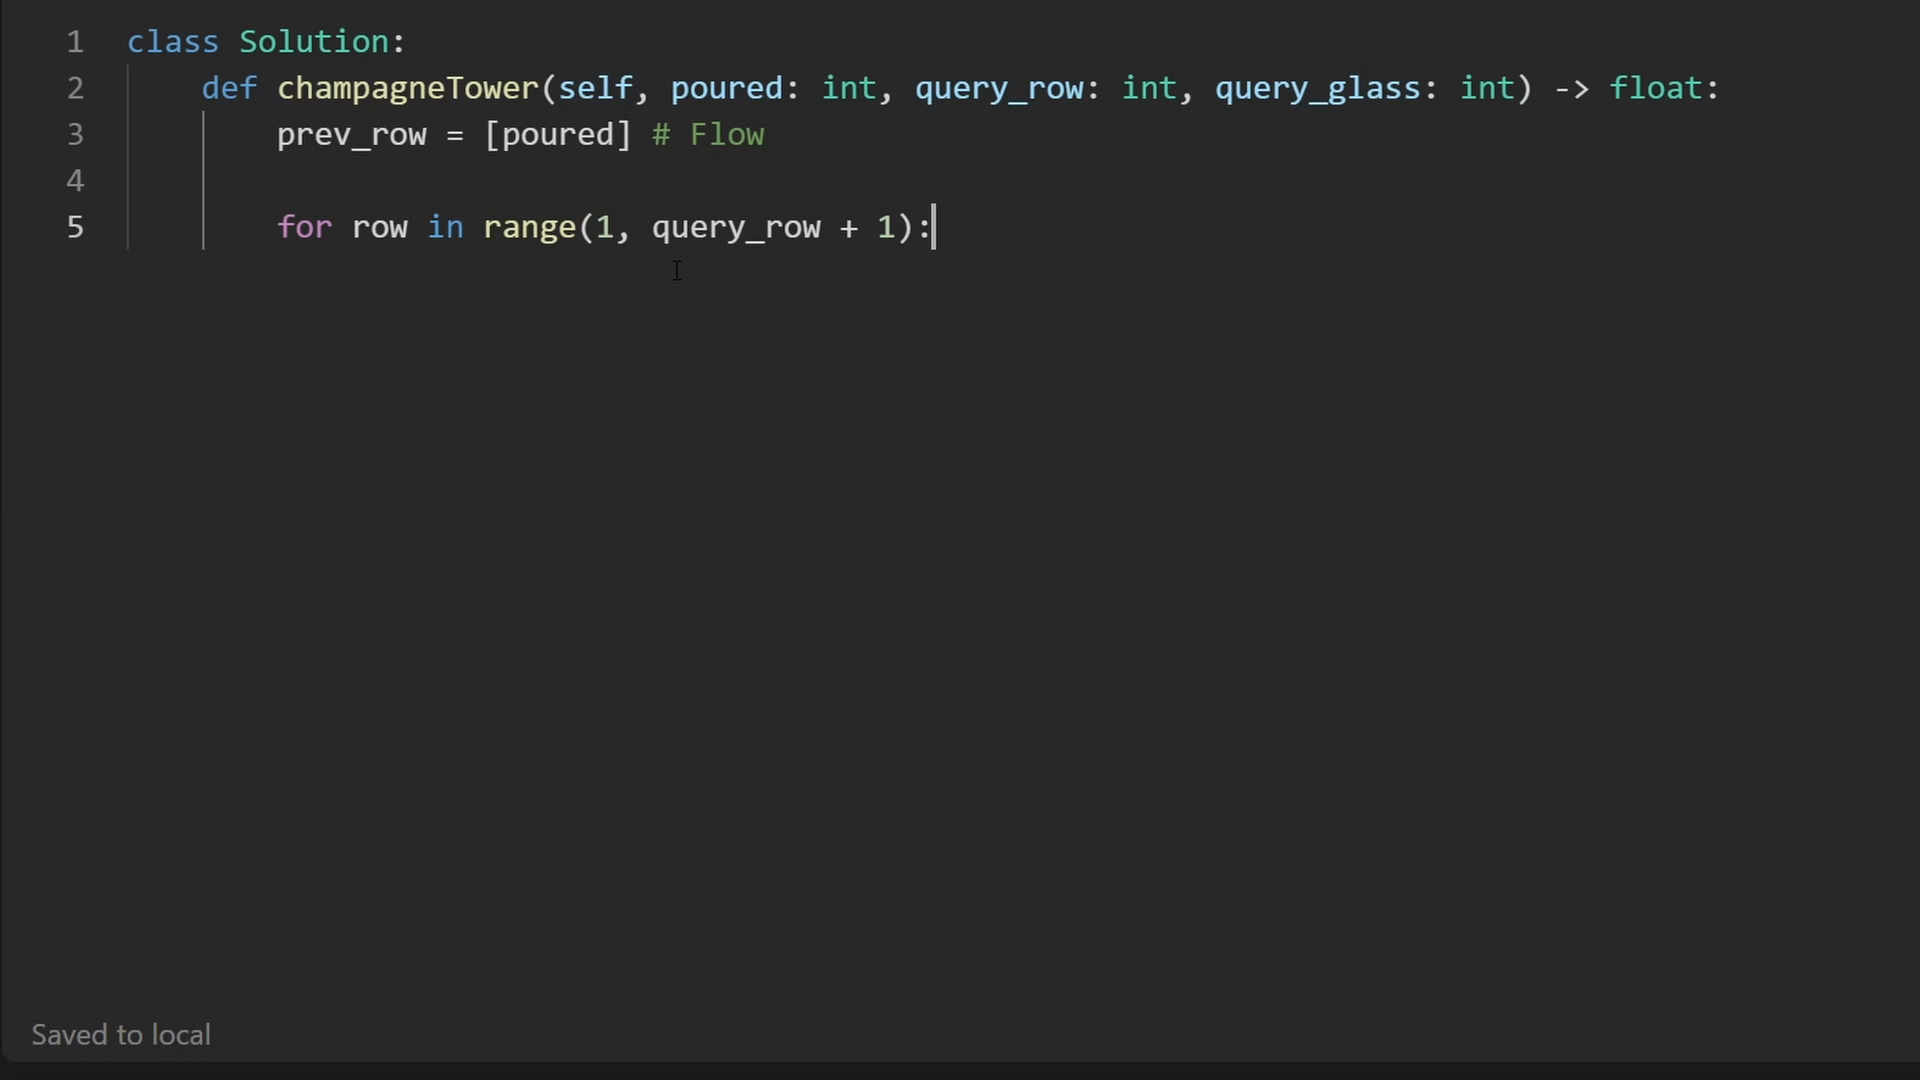 1 class Solution:
2 def champagneTower(self, poured: int, query_row: int, query_glass: int) -> float:
3 prev_row = [poured] # Flow
4
5 for row in range(1, query_row + 1):
Saved to local